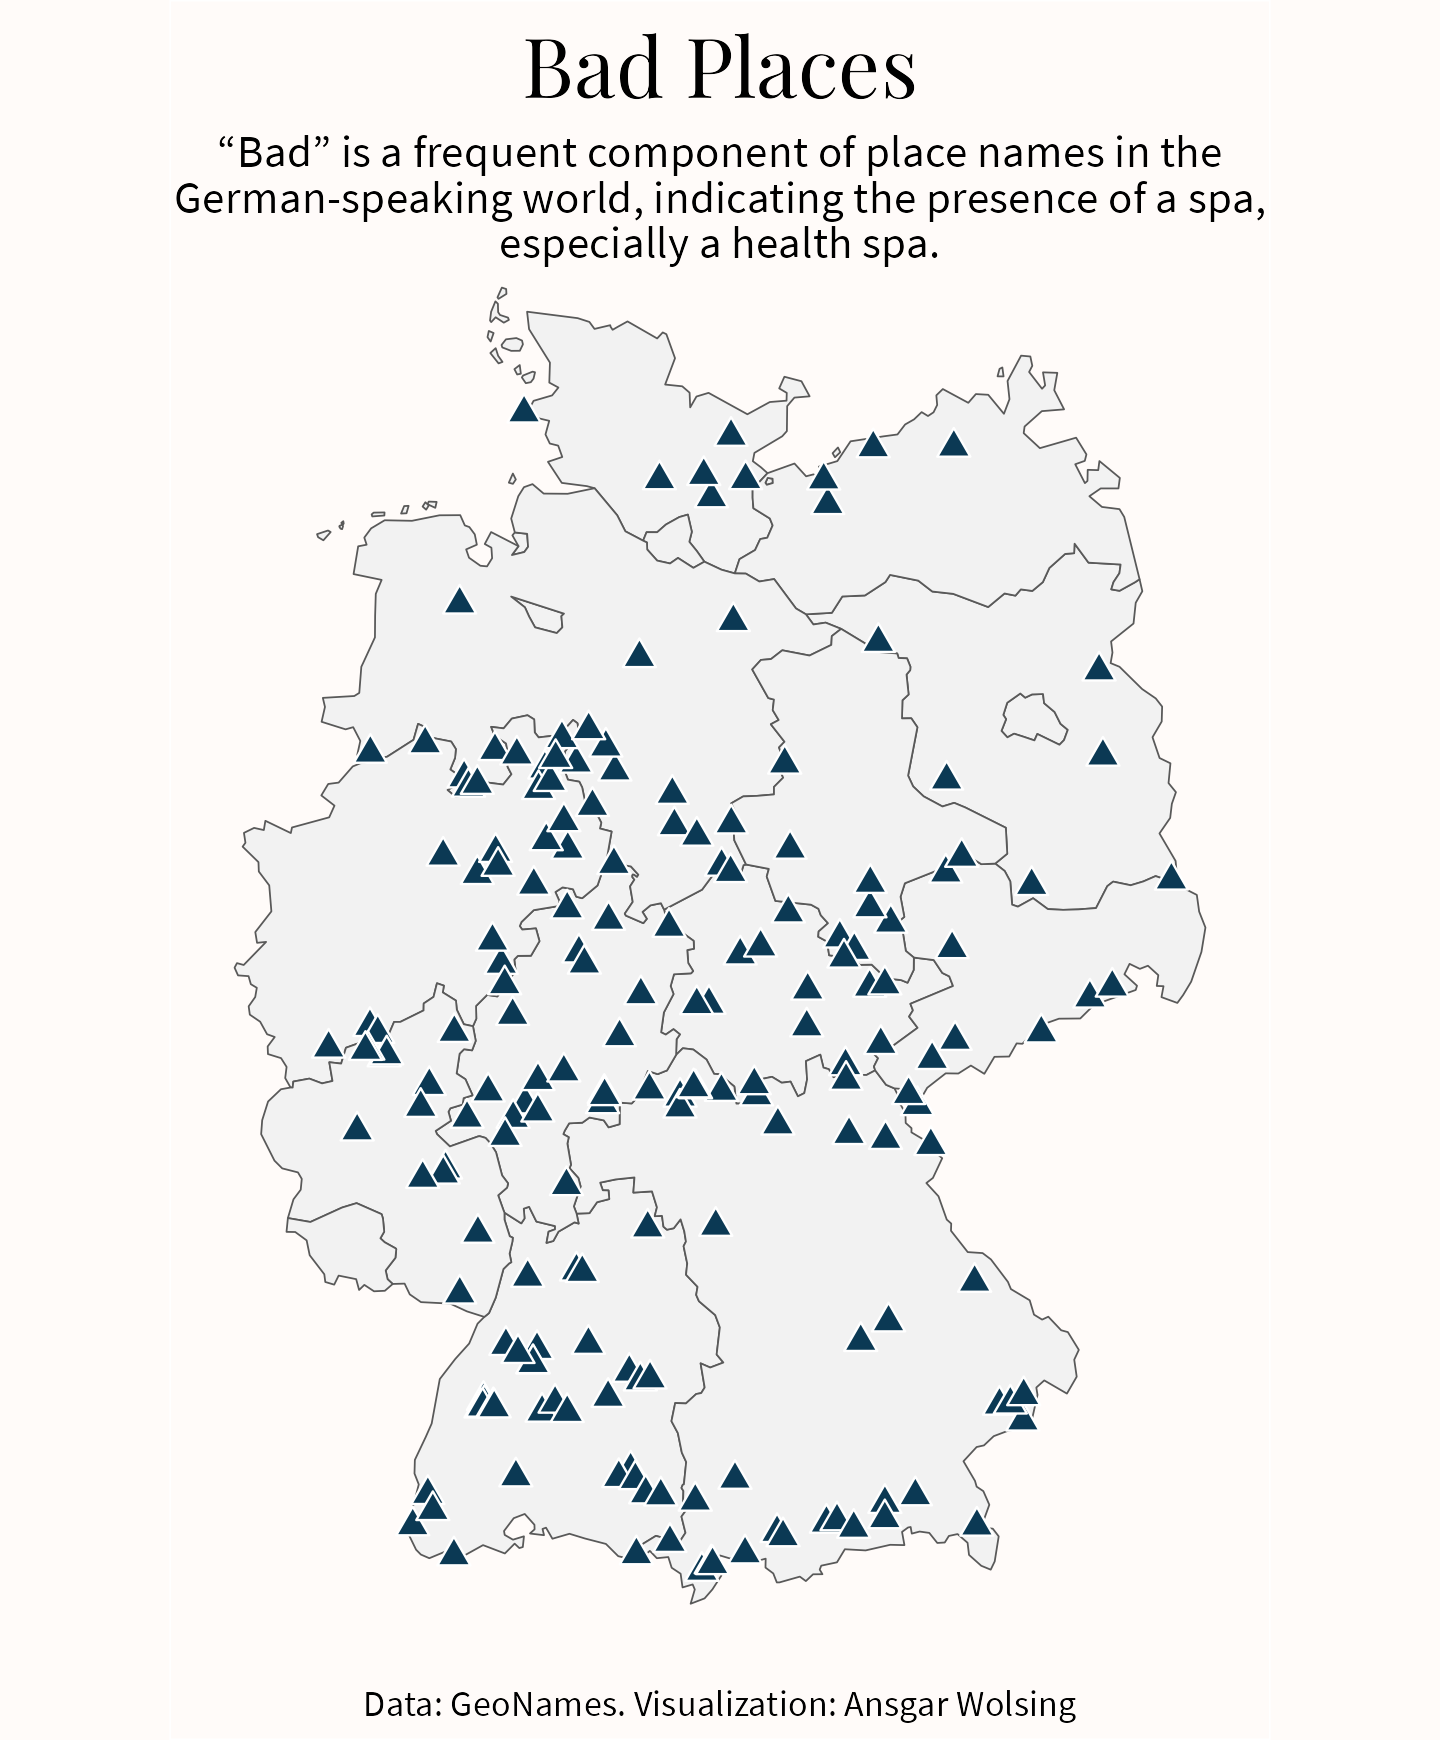 Bad Places
“Bad” is a frequent component of place names in the
German-speaking world, indicating the presence of a spa,
especially a health spa.
Data: GeoNames. Visualization: Ansgar Wolsing